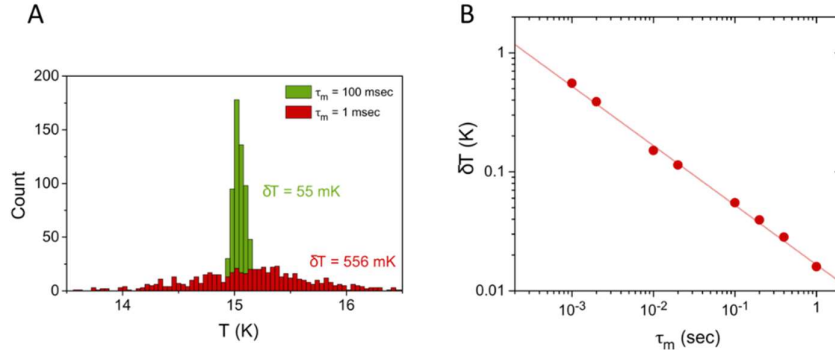 A
200
150
100
50
0
Count
14
15
16
T (K)
τm = 100 msec
τm = 1 msec
δT = 55 mK
δT = 556 mK
B
1
0.1
0.01
δT (K)
10⁻³
10⁻²
10⁻¹
1
τm (sec)